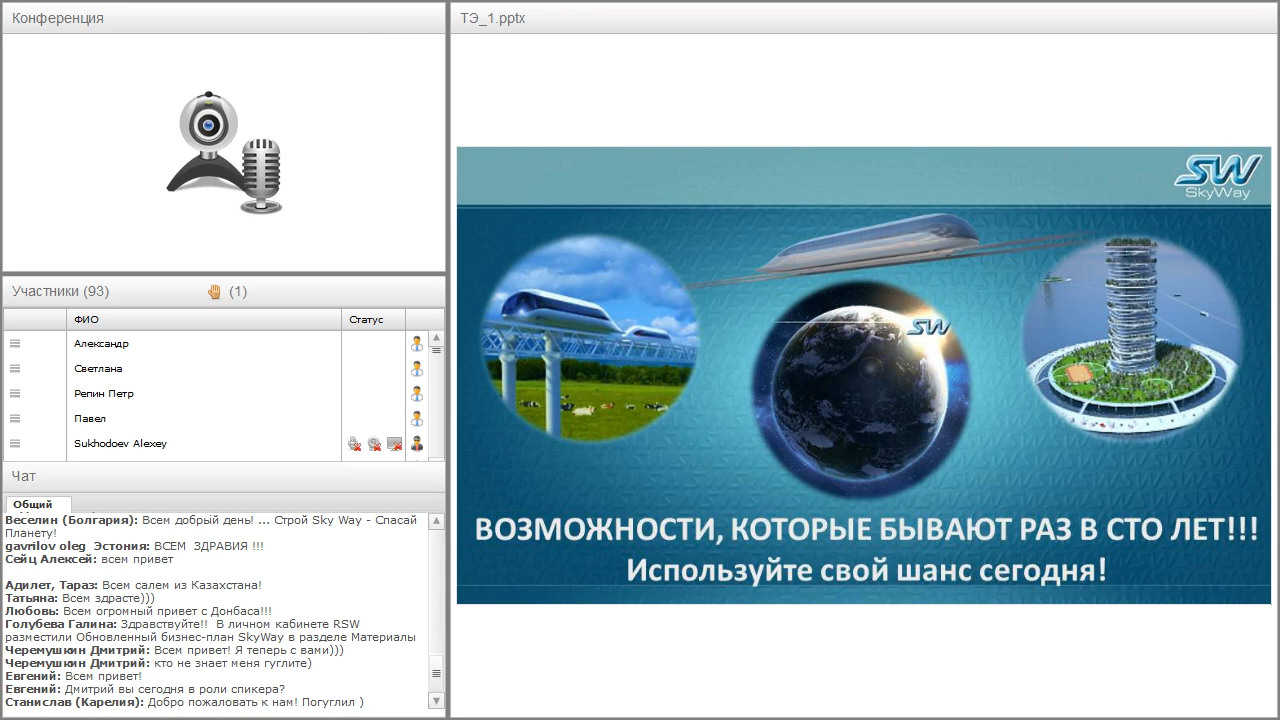 Конференция
Участники (93) (1)
ФИО Статус
Александр
Светлана
Репин Петр
Павел
Sukhodoev Alexey
Чат
Общий
Веселин (Болгария): Всем добрый день! ... Строй Sky Way - Спасай
Планету!
gavrilov oleg Эстония: ВСЕМ ЗДРАВИЯ !!!
Сейц Алексей: всем привет
Адилет, Тараз: Всем салем из Казахстана!
Татьяна: Всем здрасте)))
Любовь: Всем огромный привет с Донбаса!!!
Голубева Галина: Здравствуйте!! В личном кабинете RSW
разместили Обновленный бизнес-план SkyWay в разделе Материалы
Черемушкин Дмитрий: Всем привет! Я теперь с вами)))
Черемушкин Дмитрий: кто не знает меня гуглите)
Евгений: Всем привет!
Евгений: Дмитрий вы сегодня в роли спикера?
Станислав (Карелия): Добро пожаловать к нам! Погуглил )
ТЭ_1.pptx
SW
SkyWay
SW
ВОЗМОЖНОСТИ, КОТОРЫЕ БЫВАЮТ РАЗ В СТО ЛЕТ!!!
Используйте свой шанс сегодня!